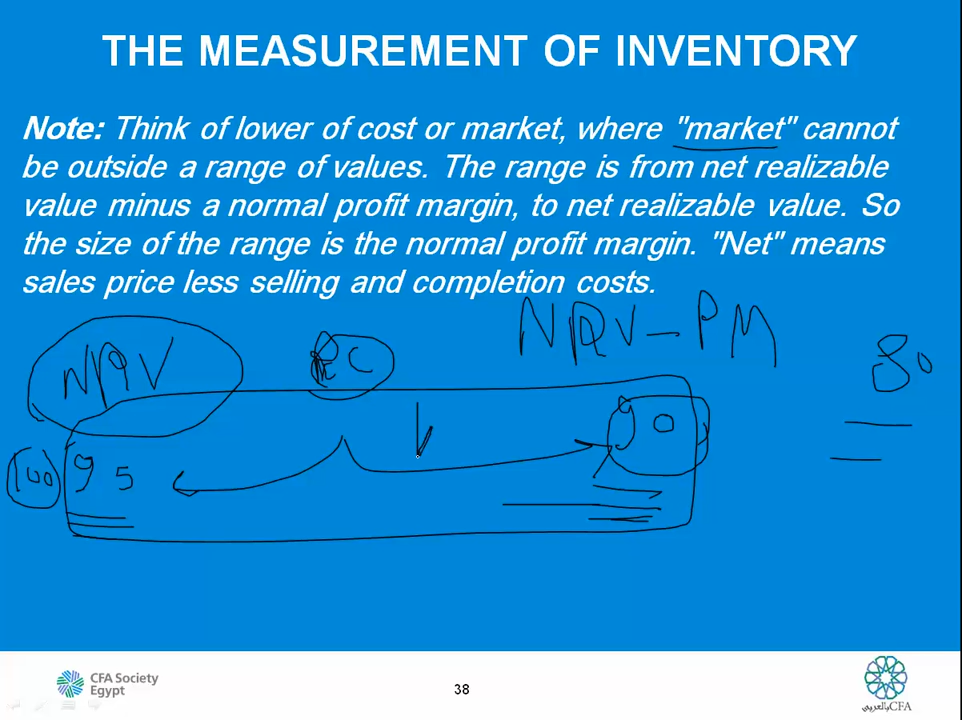 THE MEASUREMENT OF INVENTORY
Note: Think of lower of cost or market, where "market" cannot
be outside a range of values. The range is from net realizable
value minus a normal profit margin, to net realizable value. So
the size of the range is the normal profit margin. "Net" means
sales price less selling and completion costs.
NRV RC NRV-PM 80
100 95 90
CFA Society
Egypt
38
CFAبالعربي